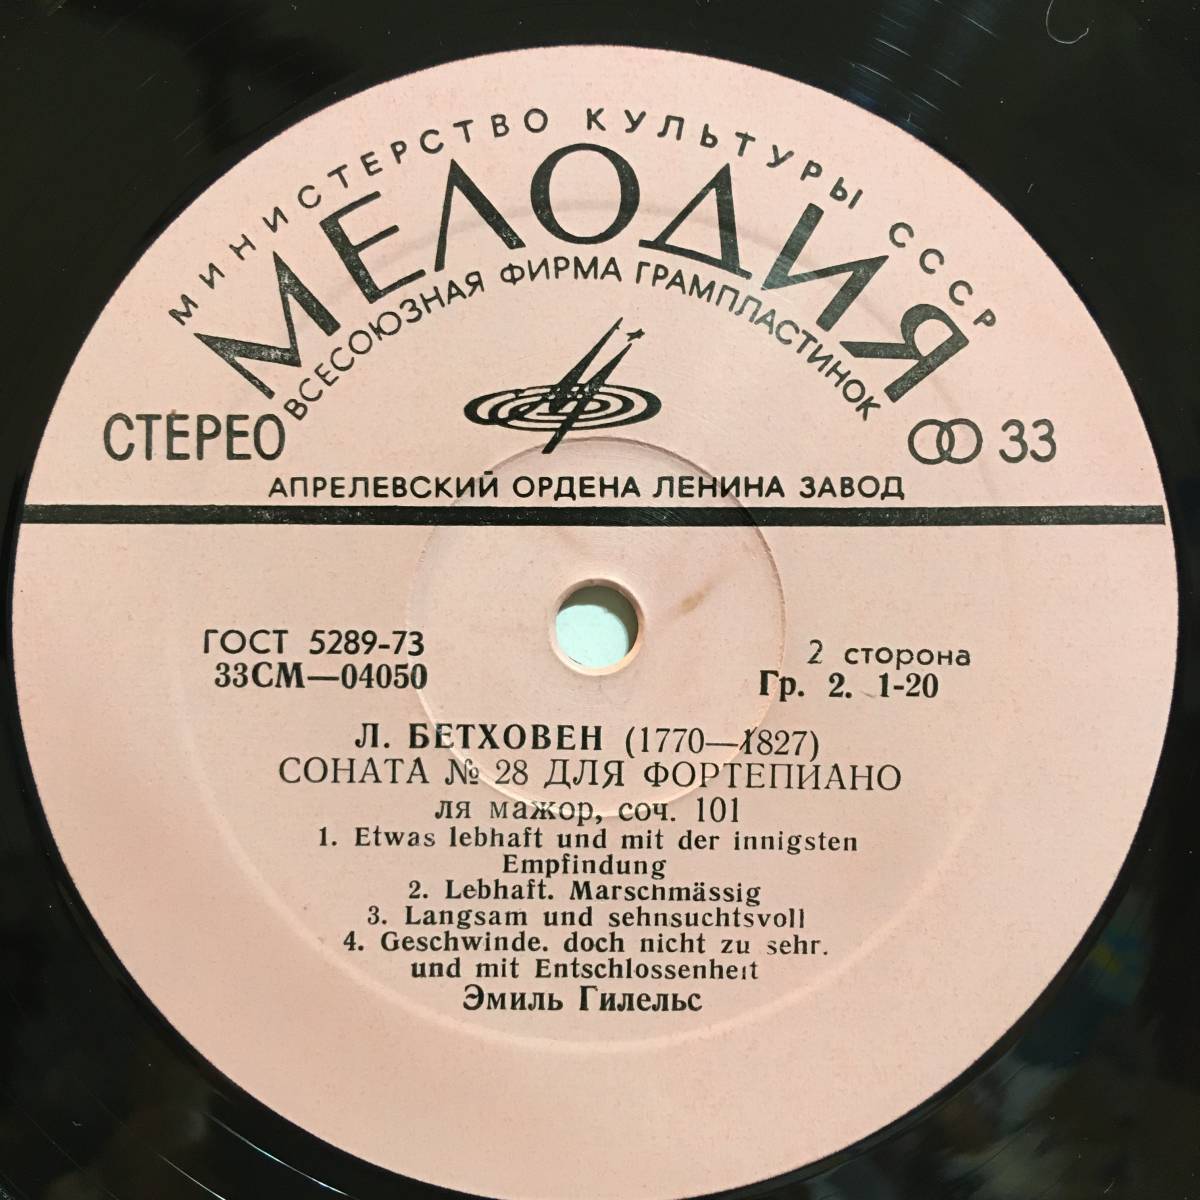 МИНИСТЕРСТВО КУЛЬТУРЫ СССР
МЕЛОДИЯ
ВСЕСОЮЗНАЯ ФИРМА ГРАМПЛАСТИНОК
СТЕРЕО
33
АПРЕЛЕВСКИЙ ОРДЕНА ЛЕНИНА ЗАВОД
ГОСТ 5289-73
2 сторона
33СМ—04050
Гр. 2. 1-20
Л. БЕТХОВЕН (1770—1827)
СОНАТА № 28 ДЛЯ ФОРТЕПИАНО
ля мажор, соч. 101
1. Etwas lebhaft und mit der innigsten
Empfindung
2. Lebhaft. Marschmässig
3. Langsam und sehnsuchtsvoll
4. Geschwinde. doch nicht zu sehr.
und mit Entschlossenheit
Эмиль Гилельс